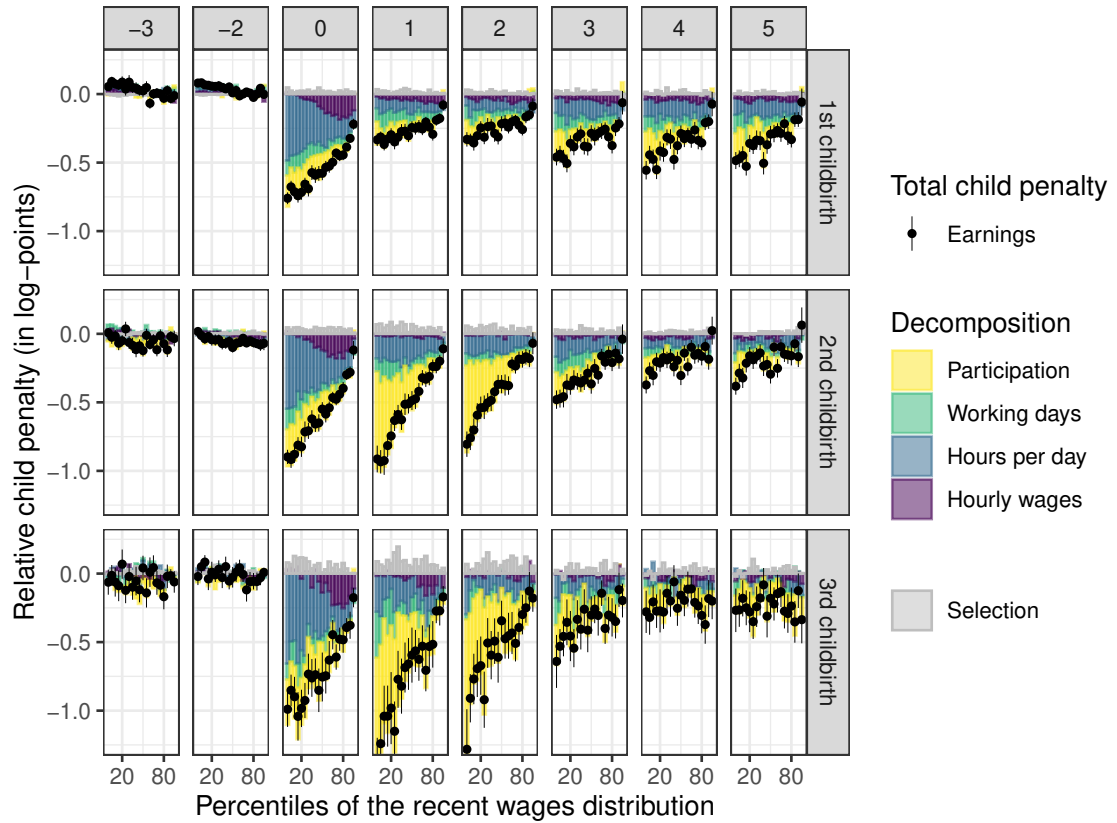 −3 −2 0 1 2 3 4 5
1st childbirth
0.0
−0.5
−1.0
2nd childbirth
0.0
−0.5
−1.0
3rd childbirth
0.0
−0.5
−1.0
20 80 20 80 20 80 20 80 20 80 20 80 20 80 20 80
Percentiles of the recent wages distribution
Relative child penalty (in log−points)
Total child penalty
Earnings
Decomposition
Participation
Working days
Hours per day
Hourly wages
Selection